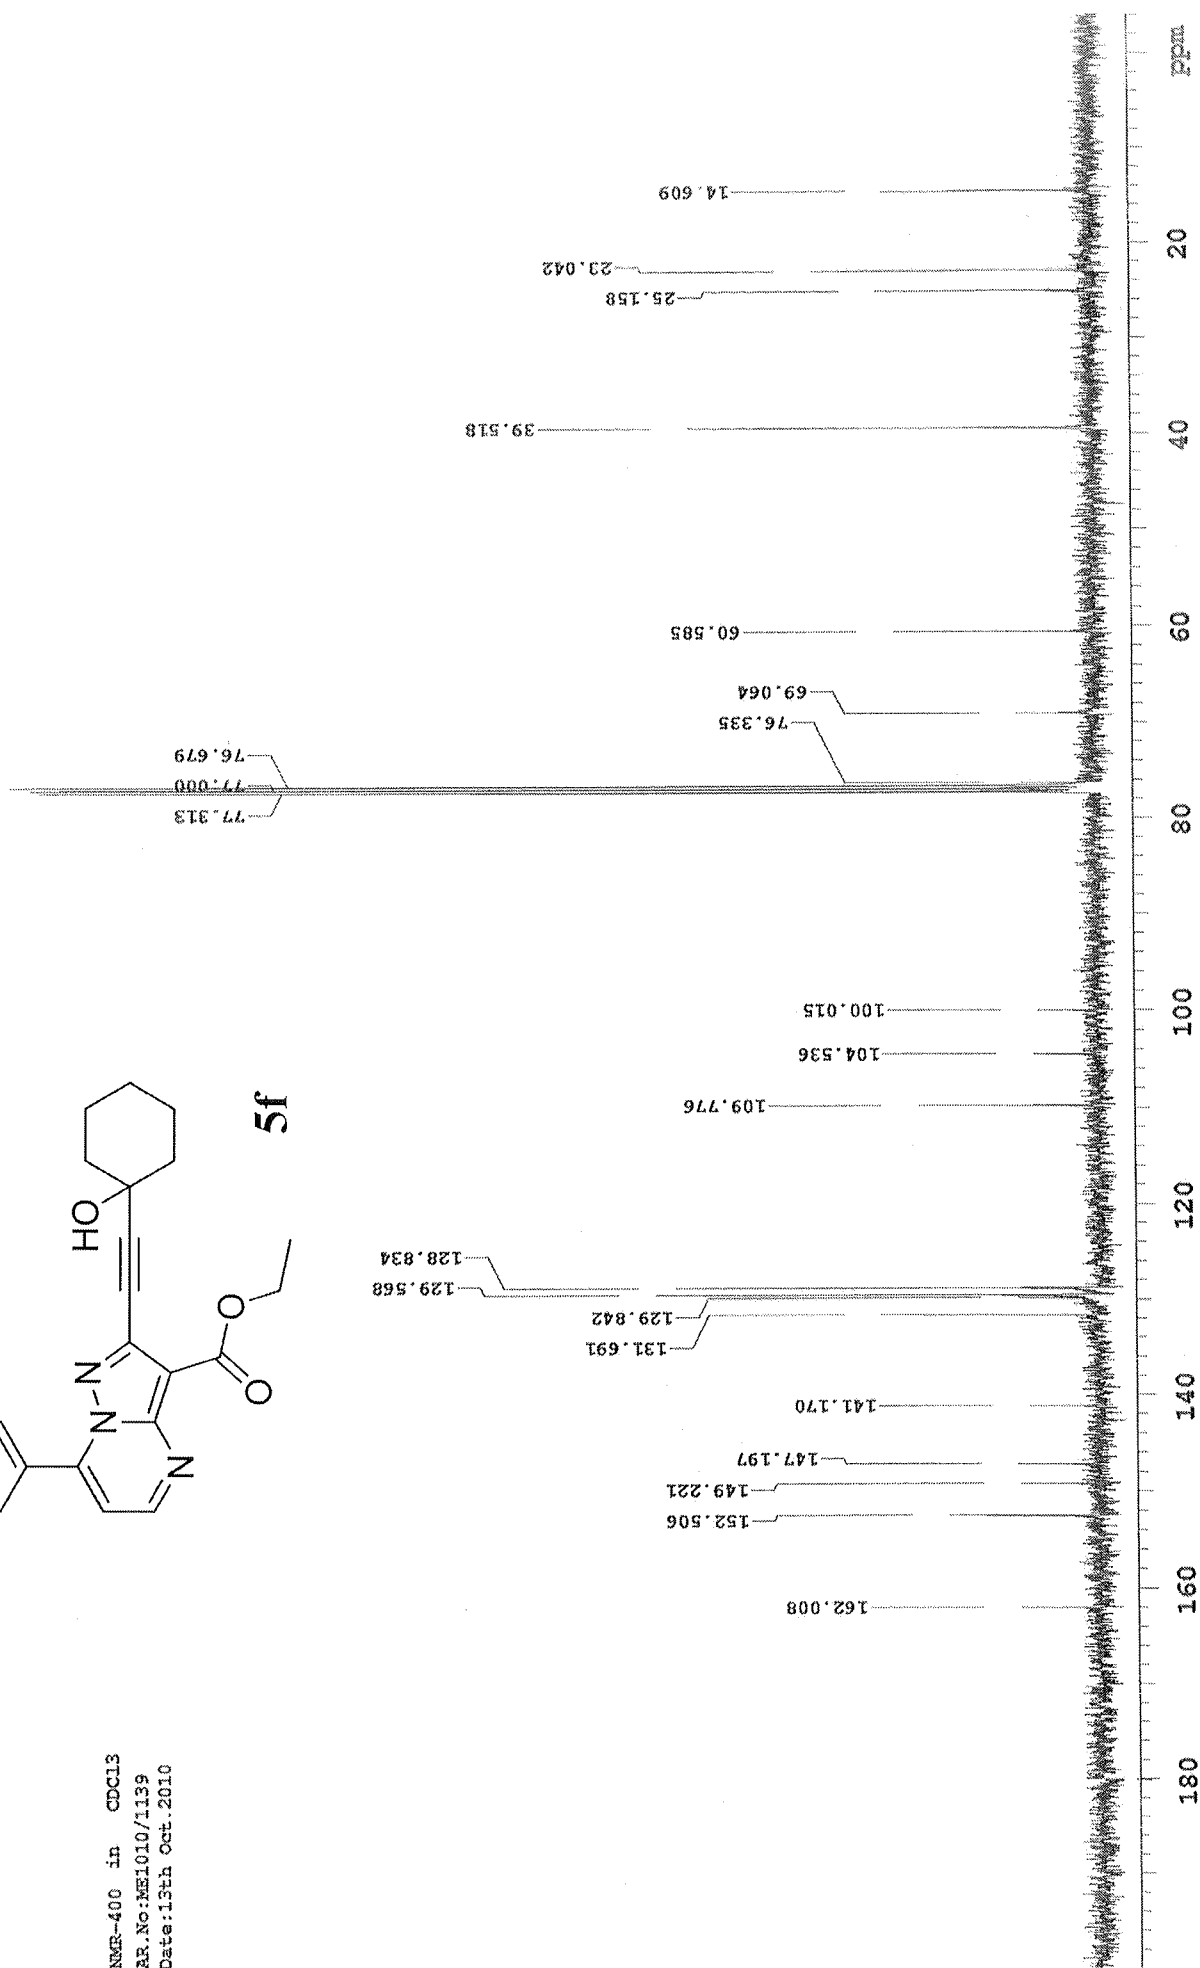 NMR-400 in CDCl3
AR.No:ME1010/1139
Date:13th Oct.2010
HO
N
N
N
O
O
5f
162.008
152.506
149.221
147.197
141.170
131.691
129.842
129.568
128.834
109.776
104.536
100.015
77.313
77.000
76.679
76.335
69.064
60.585
39.518
25.158
23.042
14.609
180
160
140
120
100
80
60
40
20
ppm